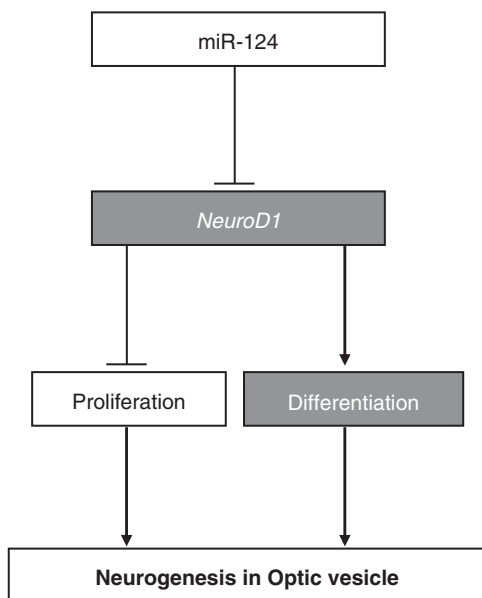 miR-124
NeuroD1
Proliferation
Differentiation
Neurogenesis in Optic vesicle